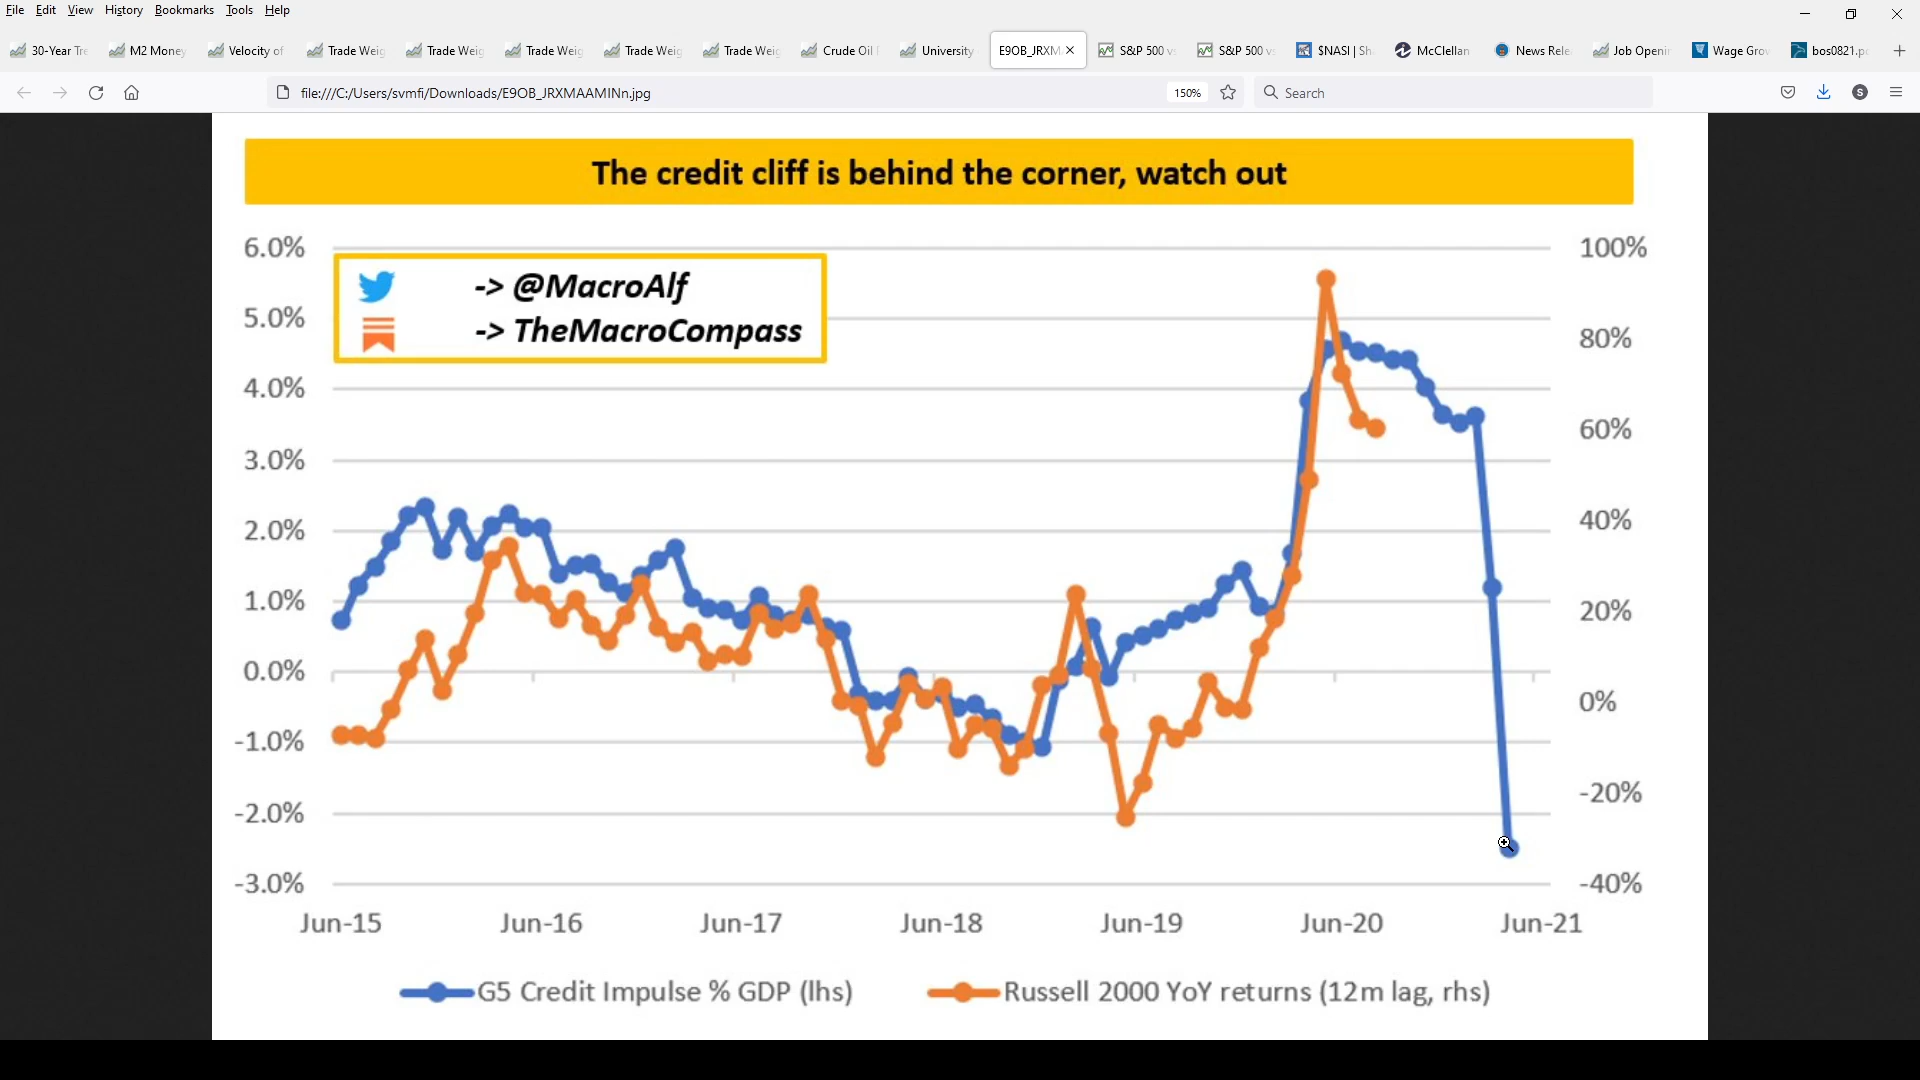 File Edit View History Bookmarks Tools Help
30-Year Tre
M2 Money
Velocity of
Trade Weig
Trade Weig
Trade Weig
Trade Weig
Trade Weig
Crude Oil
University
E9OB_JRXM
S&P 500 v
S&P 500 v
$NASI | Sh
McClellan
News Rele
Job Openin
Wage Grow
bos0821.p
file:///C:/Users/svmfi/Downloads/E9OB_JRXMAAMINn.jpg
150%
Search
S
The credit cliff is behind the corner, watch out
-> @MacroAlf
-> TheMacroCompass
6.0%
5.0%
4.0%
3.0%
2.0%
1.0%
0.0%
-1.0%
-2.0%
-3.0%
100%
80%
60%
40%
20%
0%
-20%
-40%
Jun-15 Jun-16 Jun-17 Jun-18 Jun-19 Jun-20 Jun-21
G5 Credit Impulse % GDP (lhs)
Russell 2000 YoY returns (12m lag, rhs)